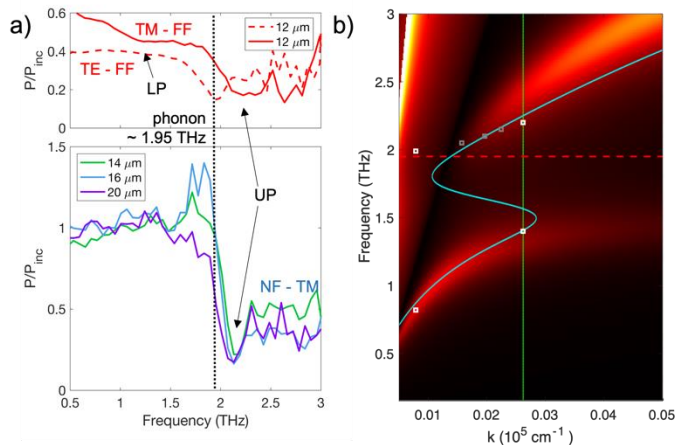 a)
P/P_inc
0.6
0.4
0.2
0
TM - FF
TE - FF
LP
12 μm
12 μm
phonon
~ 1.95 THz
UP
14 μm
16 μm
20 μm
NF - TM
P/P_inc
1.5
1
0.5
0
0.5 1 1.5 2 2.5 3
Frequency (THz)
b)
Frequency (THz)
3
2.5
2
1.5
1
0.5
0.01 0.02 0.03 0.04 0.05
k (10⁵ cm⁻¹)